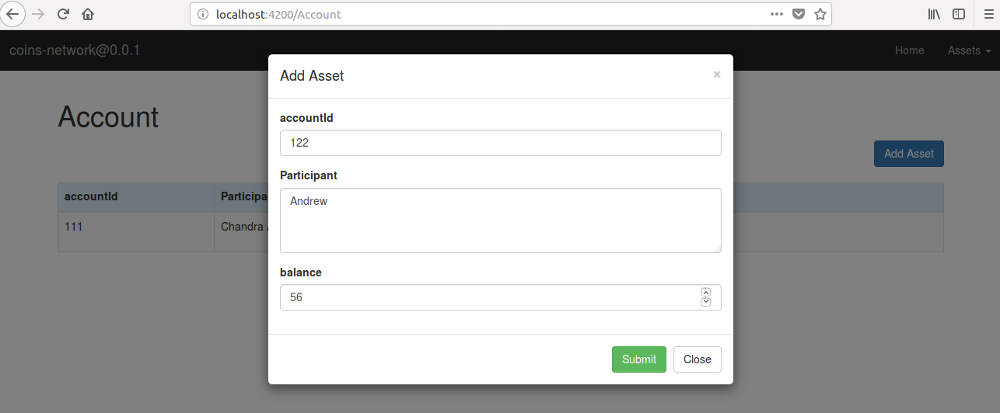 localhost:4200/Account
coins-network@0.0.1
Home
Assets
Add Asset
×
Account
accountId
122
Add Asset
Participant
accountId
Andrew
111
Chandra
balance
56
Submit
Close